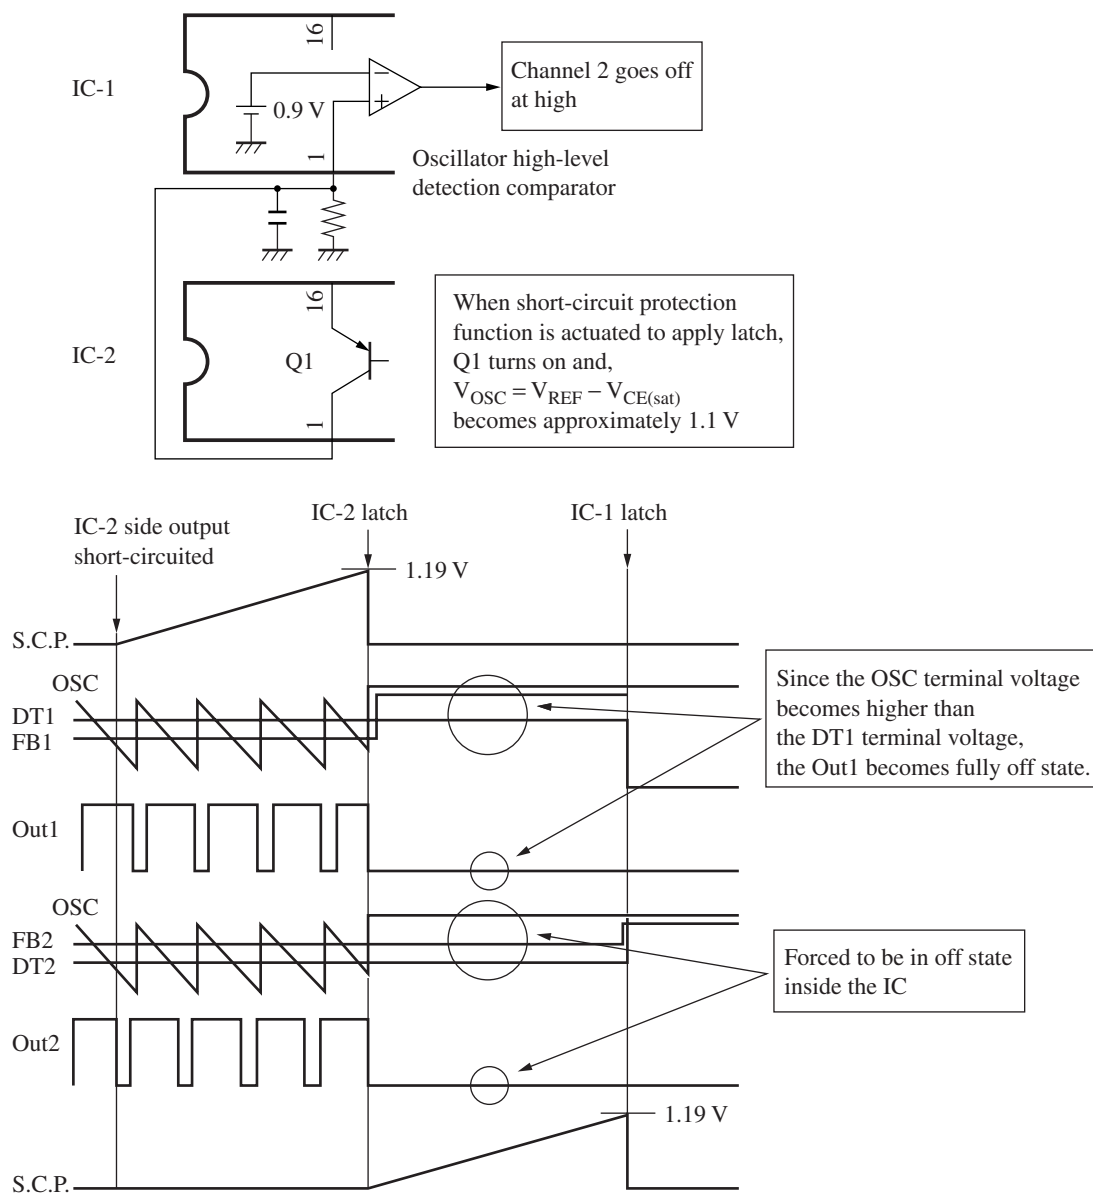 16
IC-1
0.9 V
−
+
Channel 2 goes off
at high
1
Oscillator high-level
detection comparator
16
IC-2
Q1
1
When short-circuit protection
function is actuated to apply latch,
Q1 turns on and,
VOSC = VREF − VCE(sat)
becomes approximately 1.1 V
IC-2 side output
short-circuited
IC-2 latch
IC-1 latch
1.19 V
S.C.P.
OSC
DT1
FB1
Since the OSC terminal voltage
becomes higher than
the DT1 terminal voltage,
the Out1 becomes fully off state.
Out1
OSC
FB2
DT2
Forced to be in off state
inside the IC
Out2
1.19 V
S.C.P.